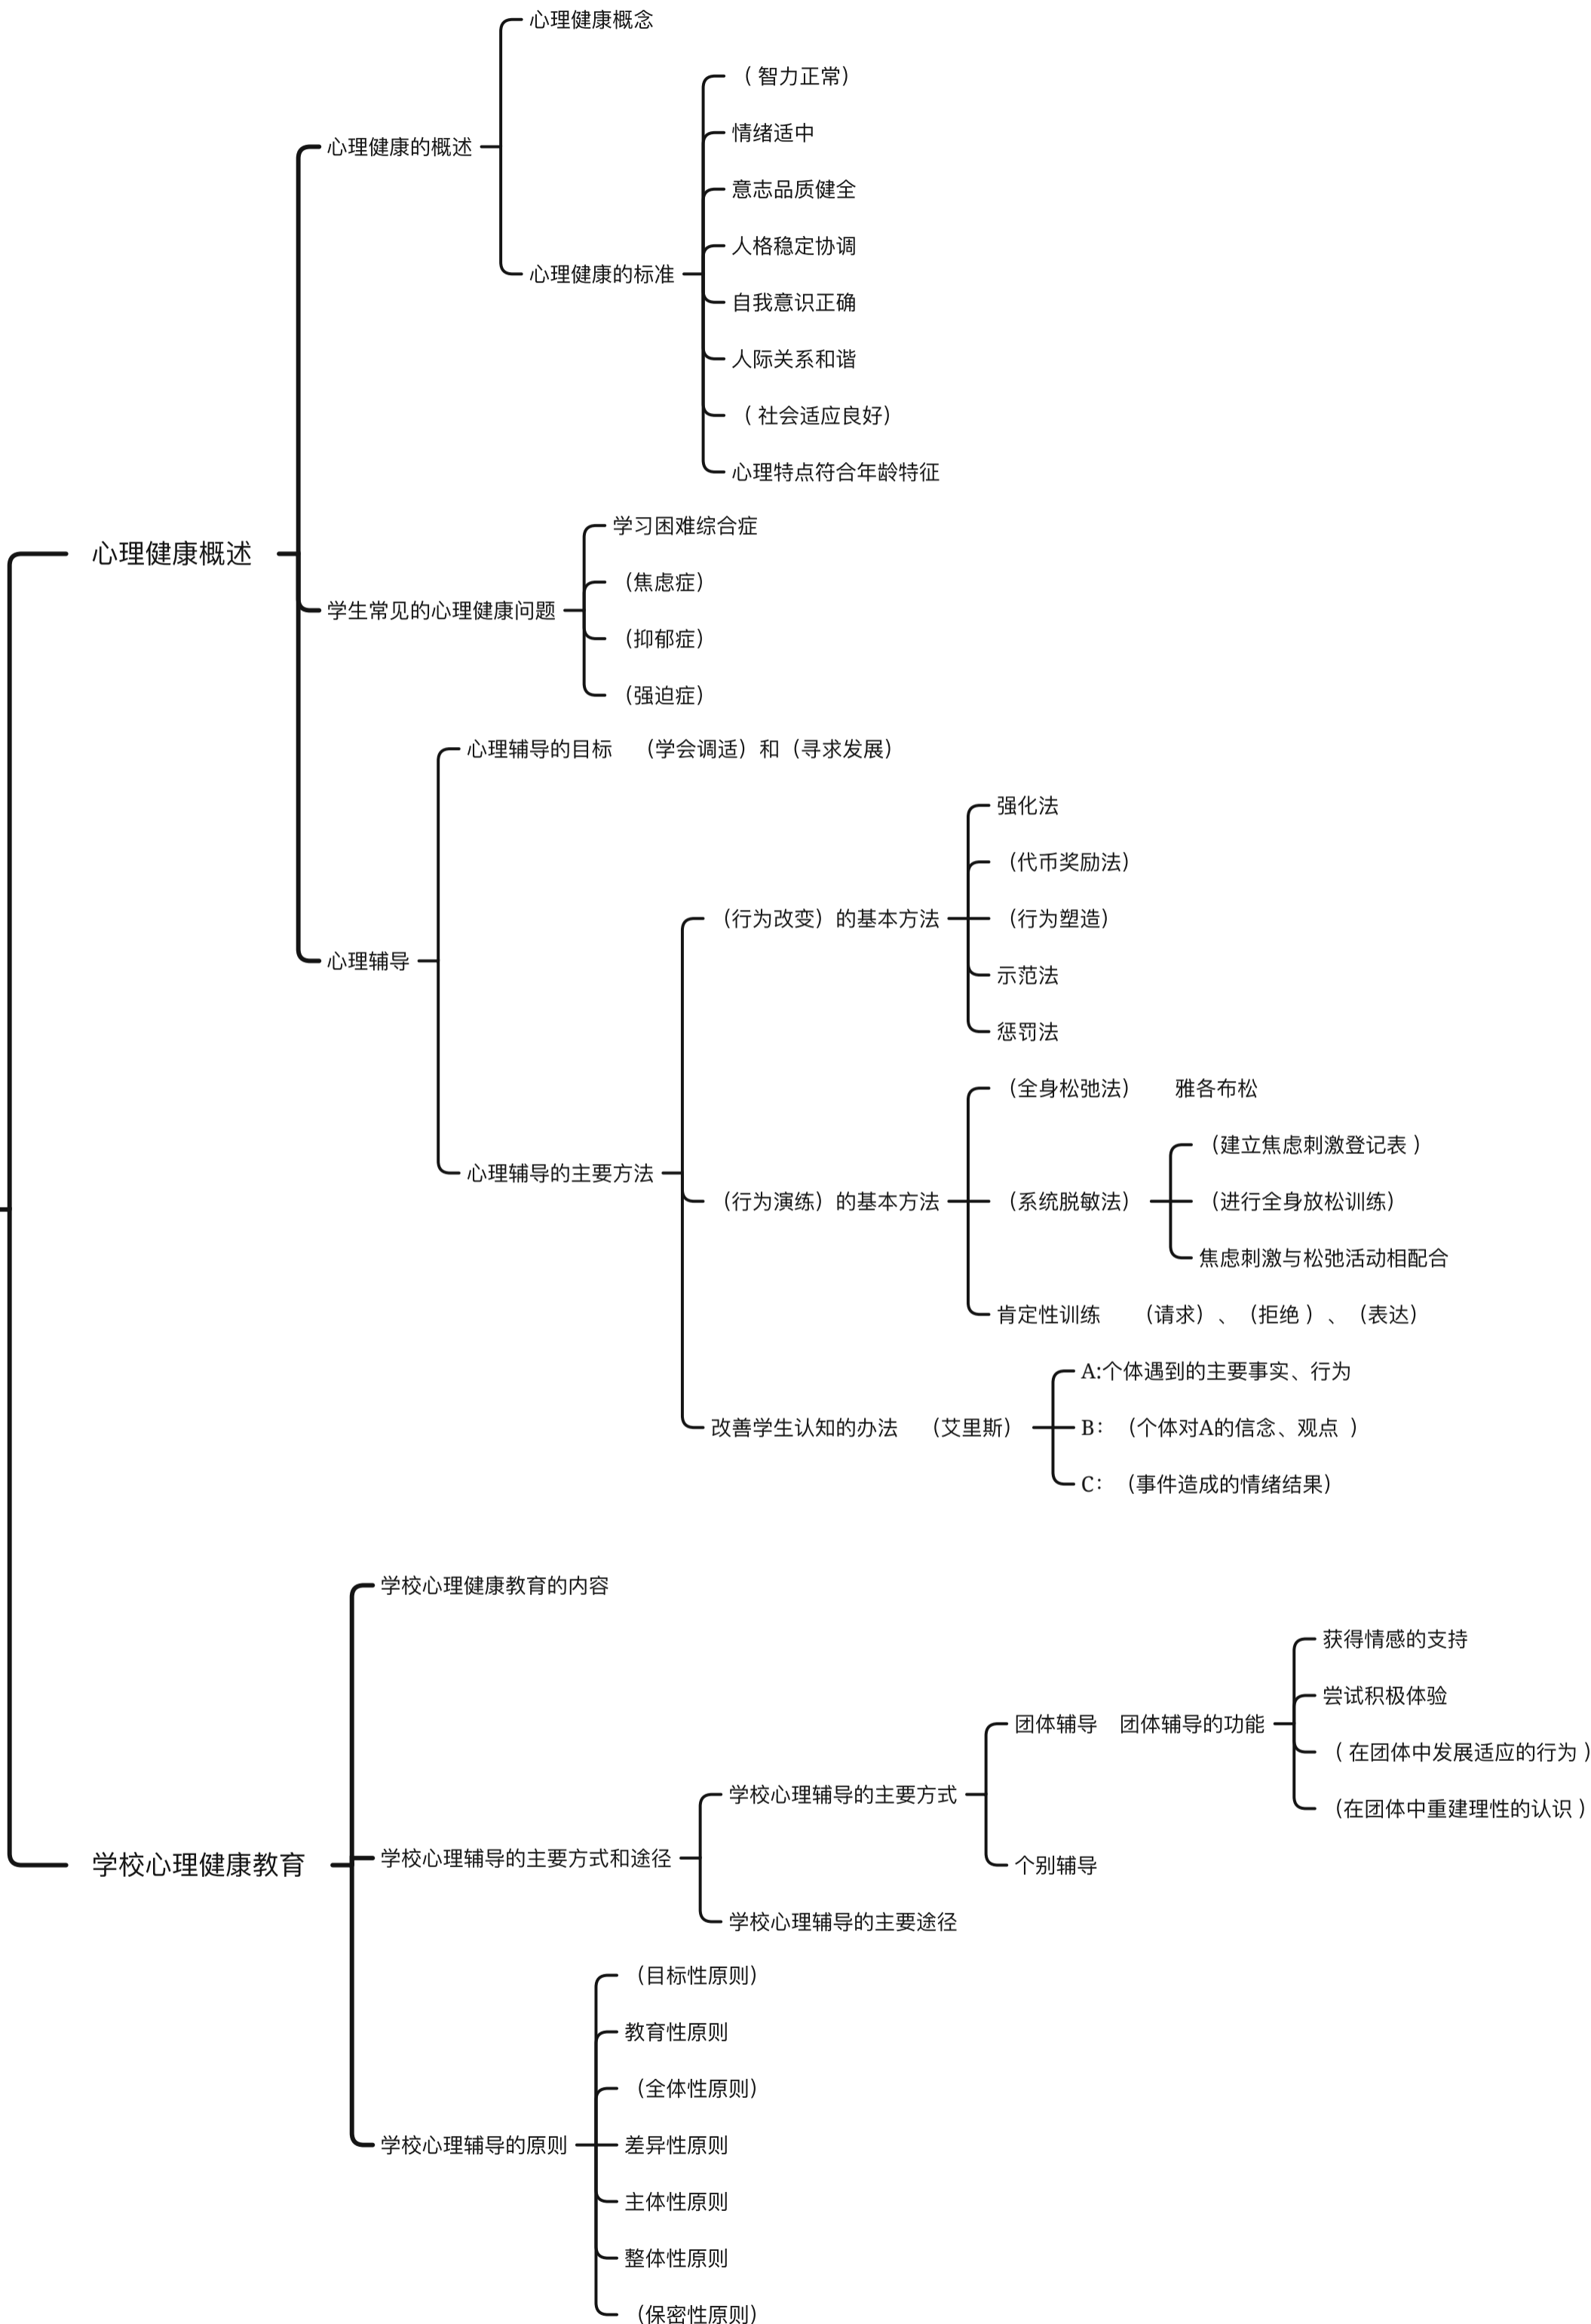 心理健康概念
（ 智力正常）
情绪适中
心理健康的概述
意志品质健全
人格稳定协调
心理健康的标准
自我意识正确
人际关系和谐
（ 社会适应良好）
心理特点符合年龄特征
学习困难综合症
心理健康概述
（焦虑症）
学生常见的心理健康问题
（抑郁症）
（强迫症）
心理辅导的目标 （学会调适）和（寻求发展）
强化法
（代币奖励法）
（行为改变）的基本方法
（行为塑造）
心理辅导
示范法
惩罚法
（全身松弛法） 雅各布松
（建立焦虑刺激登记表 ）
心理辅导的主要方法
（行为演练）的基本方法
（系统脱敏法）
（进行全身放松训练）
焦虑刺激与松弛活动相配合
肯定性训练 （请求）、（拒绝 ）、（表达）
A:个体遇到的主要事实、行为
改善学生认知的办法 （艾里斯）
B： （个体对A的信念、观点 ）
C： （事件造成的情绪结果）
学校心理健康教育的内容
获得情感的支持
尝试积极体验
团体辅导 团体辅导的功能
（ 在团体中发展适应的行为 ）
学校心理辅导的主要方式
（在团体中重建理性的认识 ）
学校心理健康教育
学校心理辅导的主要方式和途径
个别辅导
学校心理辅导的主要途径
（目标性原则）
教育性原则
（全体性原则）
学校心理辅导的原则
差异性原则
主体性原则
整体性原则
（保密性原则）